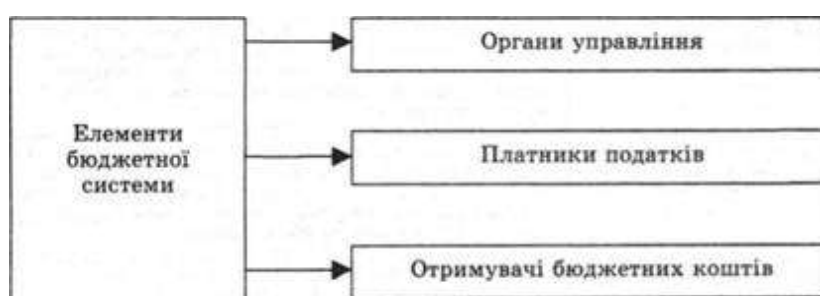 Елементи
бюджетної
системи
Органи управління
Платники податків
Отримувачі бюджетних коштів